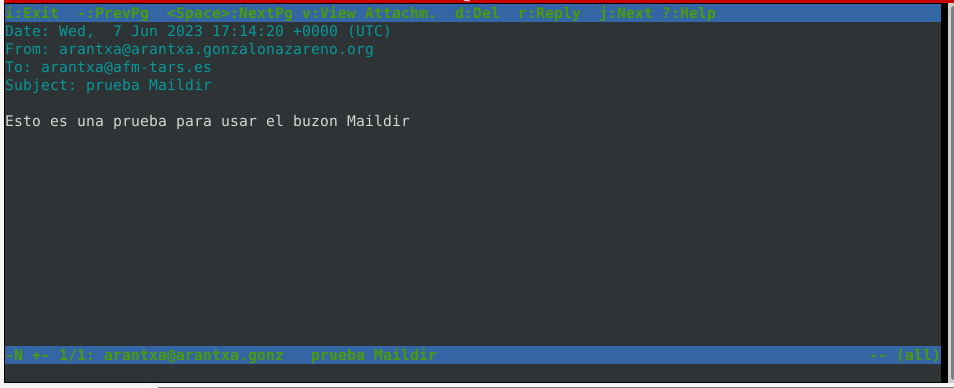 i:Exit  -:PrevPg  <Space>:NextPg v:View Attachm.  d:Del  r:Reply  j:Next ?:Help
Date: Wed,  7 Jun 2023 17:14:20 +0000 (UTC)
From: arantxa@arantxa.gonzalonazareno.org
To: arantxa@afm-tars.es
Subject: prueba Maildir
Esto es una prueba para usar el buzon Maildir
-N +- 1/1: arantxa@arantxa.gonz   prueba Maildir                                                -- (all)